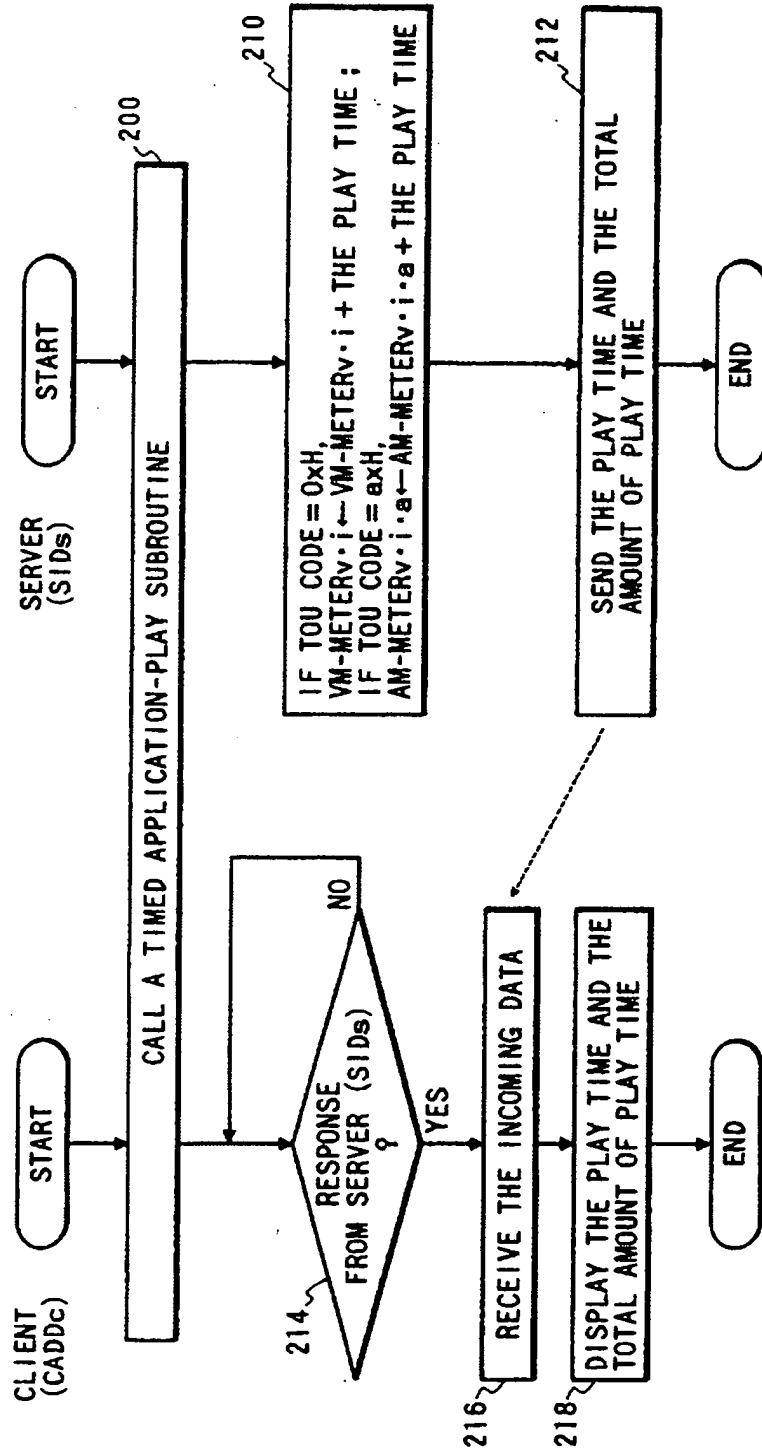 CLIENT
(CADDc)
START
SERVER
(SIDs)
START
200
CALL A TIMED APPLICATION-PLAY SUBROUTINE
214
RESPONSE
FROM SERVER (SIDs)
?
NO
YES
216
RECEIVE THE INCOMING DATA
218
DISPLAY THE PLAY TIME AND THE
TOTAL AMOUNT OF PLAY TIME
END
210
IF TOU CODE=0xH,
VM-METERv·i←VM-METERv·i+THE PLAY TIME;
IF TOU CODE=axH,
AM-METERv·i·a←AM-METERv·i·a+THE PLAY TIME
212
SEND THE PLAY TIME AND THE TOTAL
AMOUNT OF PLAY TIME
END